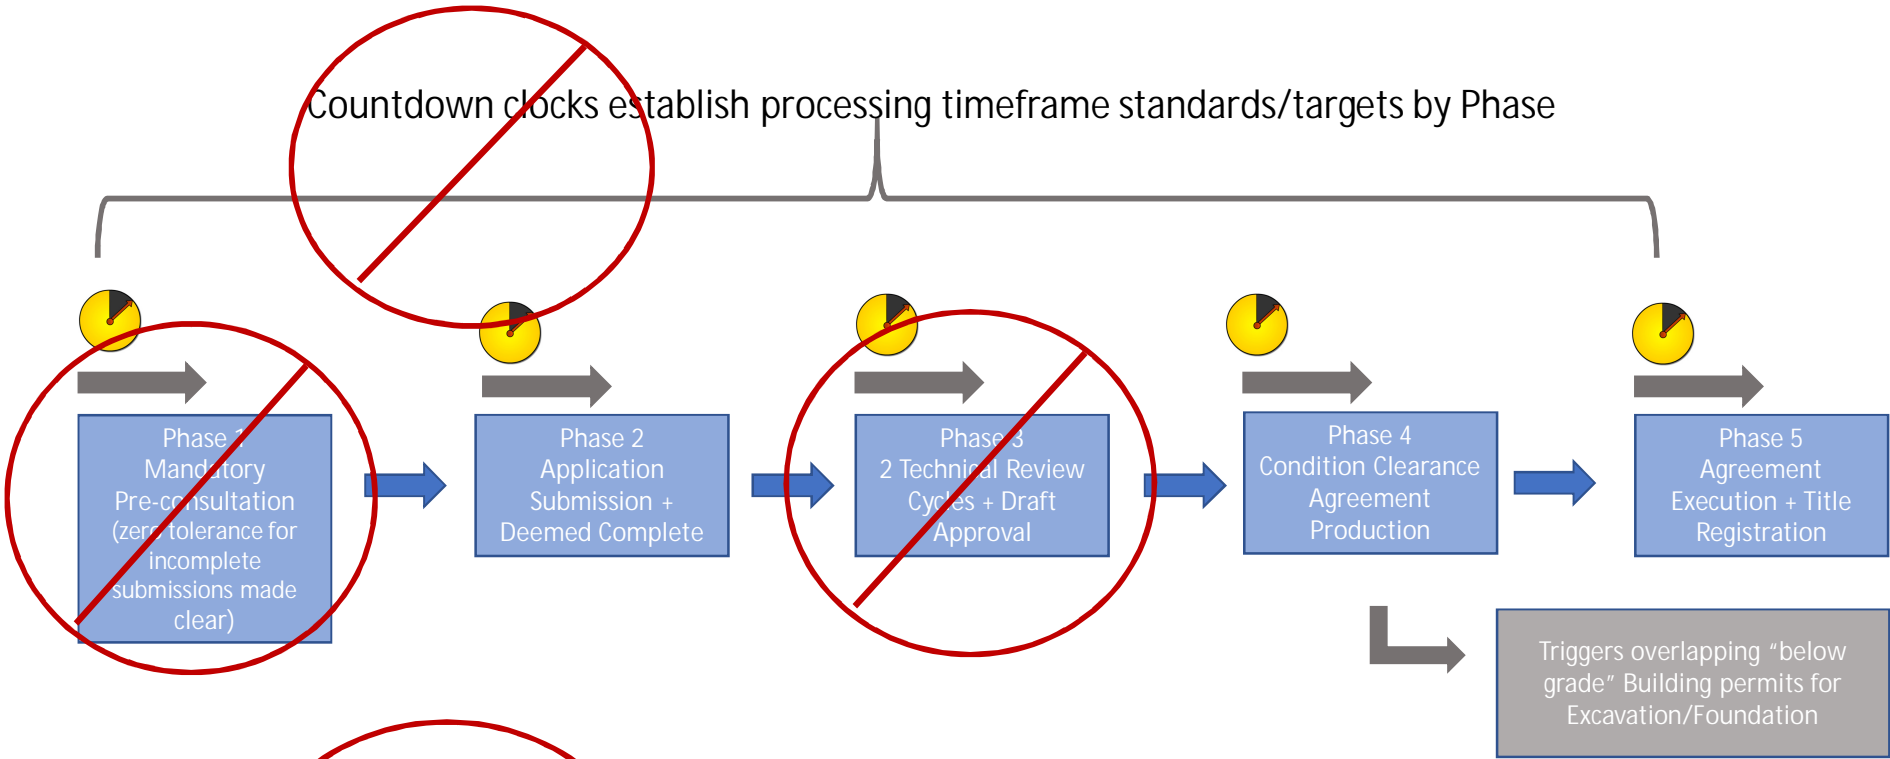 Countdown clocks establish processing timeframe standards/targets by Phase
Phase 1
Mandatory
Pre-consultation
(zero tolerance for
incomplete
submissions made
clear)
Phase 2
Application
Submission +
Deemed Complete
Phase 3
2 Technical Review
Cycles + Draft
Approval
Phase 4
Condition Clearance
Agreement
Production
Phase 5
Agreement
Execution + Title
Registration
Triggers overlapping “below
grade” Building permits for
Excavation/Foundation